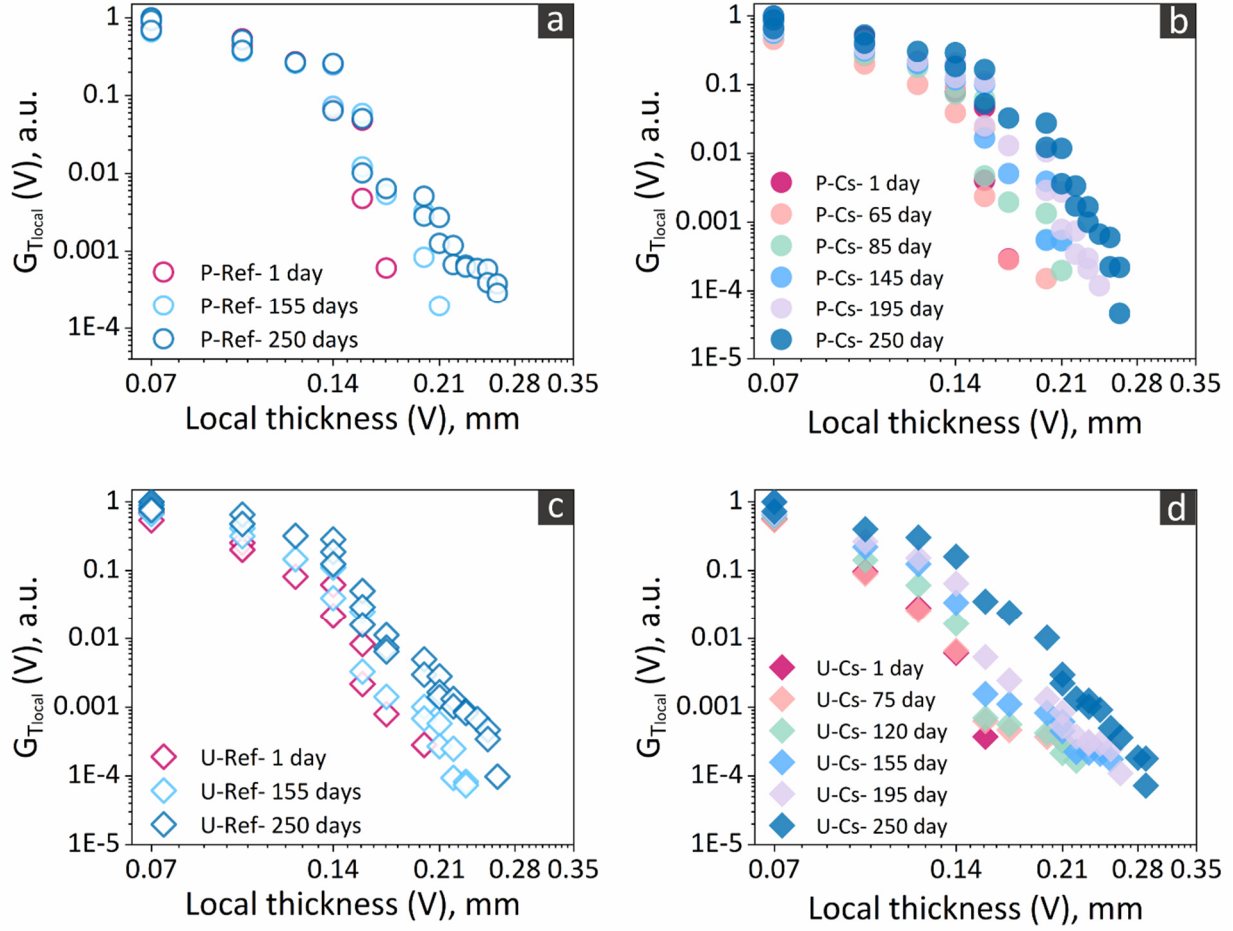 a
1
0.1
0.01
0.001
1E-4
G_Tlocal (V), a.u.
P-Ref- 1 day
P-Ref- 155 days
P-Ref- 250 days
0.07 0.14 0.21 0.28 0.35
Local thickness (V), mm
b
1
0.1
0.01
0.001
1E-4
1E-5
G_Tlocal (V), a.u.
P-Cs- 1 day
P-Cs- 65 day
P-Cs- 85 day
P-Cs- 145 day
P-Cs- 195 day
P-Cs- 250 day
0.07 0.14 0.21 0.28 0.35
Local thickness (V), mm
c
1
0.1
0.01
0.001
1E-4
1E-5
G_Tlocal (V), a.u.
U-Ref- 1 day
U-Ref- 155 days
U-Ref- 250 days
0.07 0.14 0.21 0.28 0.35
Local thickness (V), mm
d
1
0.1
0.01
0.001
1E-4
1E-5
G_Tlocal (V), a.u.
U-Cs- 1 day
U-Cs- 75 day
U-Cs- 120 day
U-Cs- 155 day
U-Cs- 195 day
U-Cs- 250 day
0.07 0.14 0.21 0.28 0.35
Local thickness (V), mm